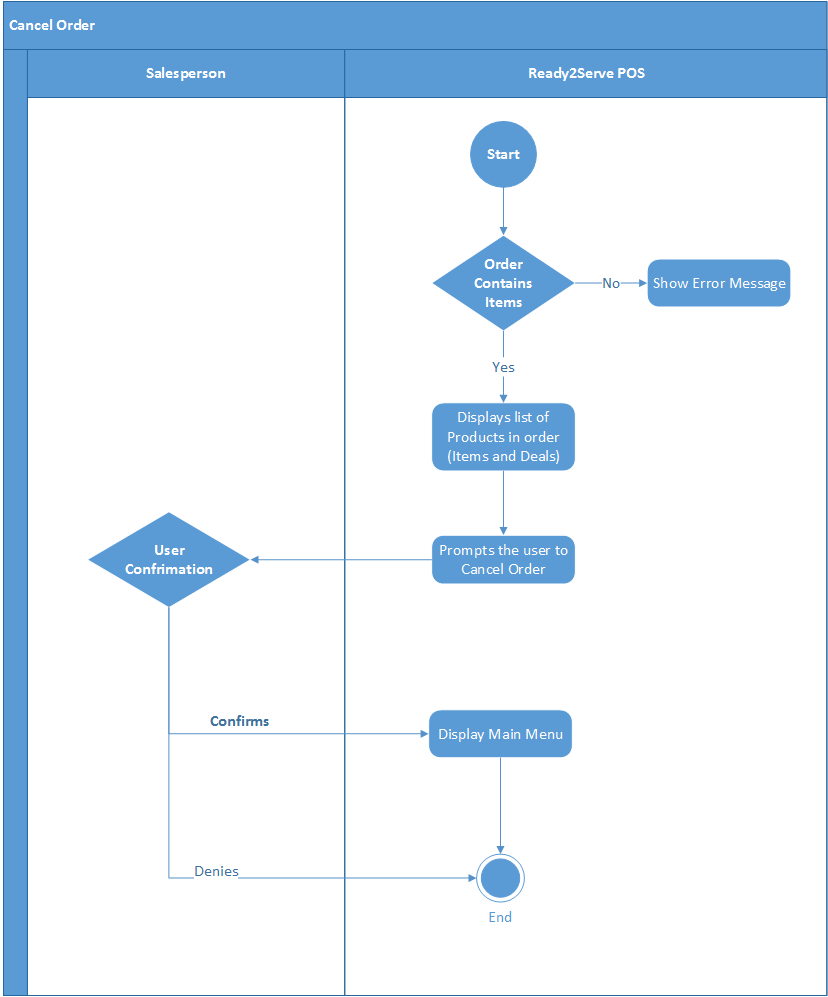 Cancel Order
Salesperson
Ready2Serve POS
Start
Order
Contains
Items
No
Show Error Message
Yes
Displays list of
Products in order
(Items and Deals)
User
Confrimation
Prompts the user to
Cancel Order
Confirms
Display Main Menu
Denies
End